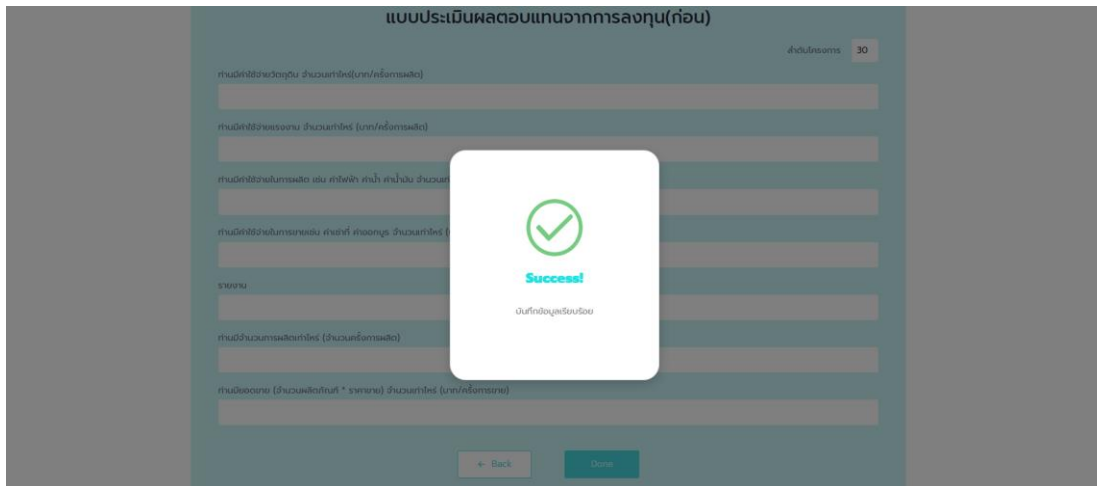 แบบประเมินผลตอบแทนจากการลงทุน(ก่อน)
ลำดับโครงการ 30
ท่านมีค่าใช้จ่ายวัตถุดิบ จำนวนเท่าไหร่(บาท/ครั้งการผลิต)
ท่านมีค่าใช้จ่ายแรงงาน จำนวนเท่าไหร่ (บาท/ครั้งการผลิต)
ท่านมีค่าใช้จ่ายในการผลิต เช่น ค่าไฟฟ้า ค่าน้ำ ค่าน้ำมัน
ท่านมีค่าใช้จ่ายในการขายเช่น ค่าเช่าที่ ค่าออกบูธ จำนวนเท่าไหร่ (
รายงาน
ท่านมีจำนวนการผลิตเท่าไหร่ (จำนวนครั้งการผลิต)
ท่านมียอดขาย (จำนวนผลิตภัณฑ์ * ราคาขาย) จำนวนเท่าไหร่ (บาท/ครั้งการขาย)
Success!
บันทึกข้อมูลเรียบร้อย
← Back
Done